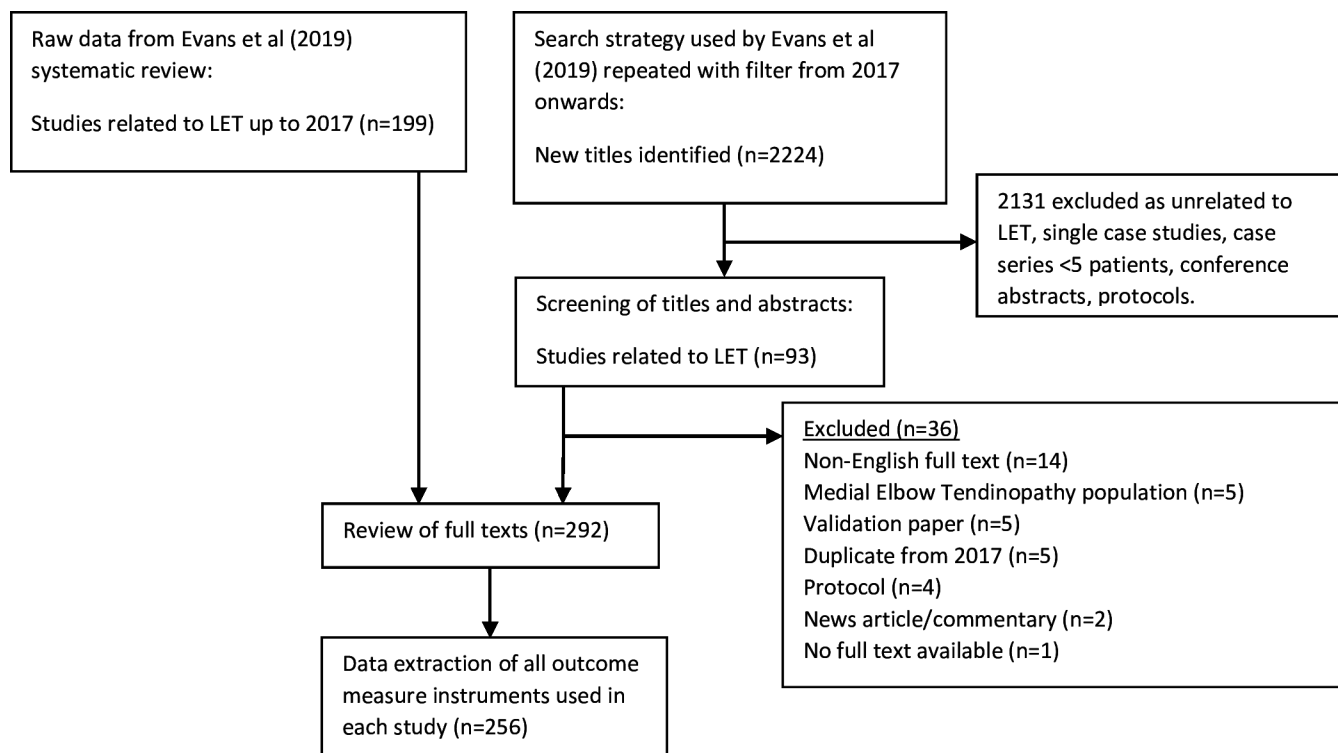 Raw data from Evans et al (2019)
systematic review:
Studies related to LET up to 2017 (n=199)
Search strategy used by Evans et al
(2019) repeated with filter from 2017
onwards:
New titles identified (n=2224)
2131 excluded as unrelated to
LET, single case studies, case
series <5 patients, conference
abstracts, protocols.
Screening of titles and abstracts:
Studies related to LET (n=93)
Excluded (n=36)
Non-English full text (n=14)
Medial Elbow Tendinopathy population (n=5)
Validation paper (n=5)
Duplicate from 2017 (n=5)
Protocol (n=4)
News article/commentary (n=2)
No full text available (n=1)
Review of full texts (n=292)
Data extraction of all outcome
measure instruments used in
each study (n=256)